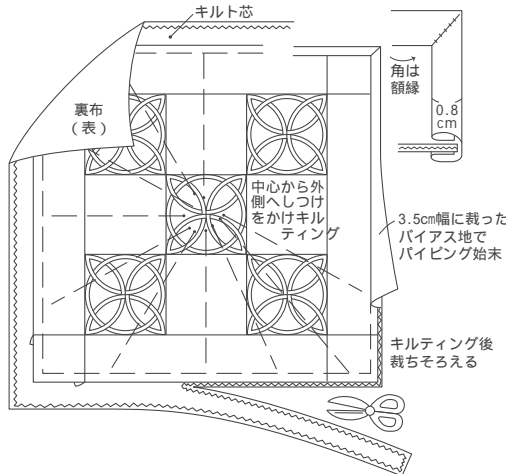 キルト芯
裏布
(表)
角は
額縁
0.8
cm
中心から外
側へしつけ
をかけキル
ティング
3.5cm幅に裁った
バイアス地で
パイピング始末
キルティング後
裁ちそろえる